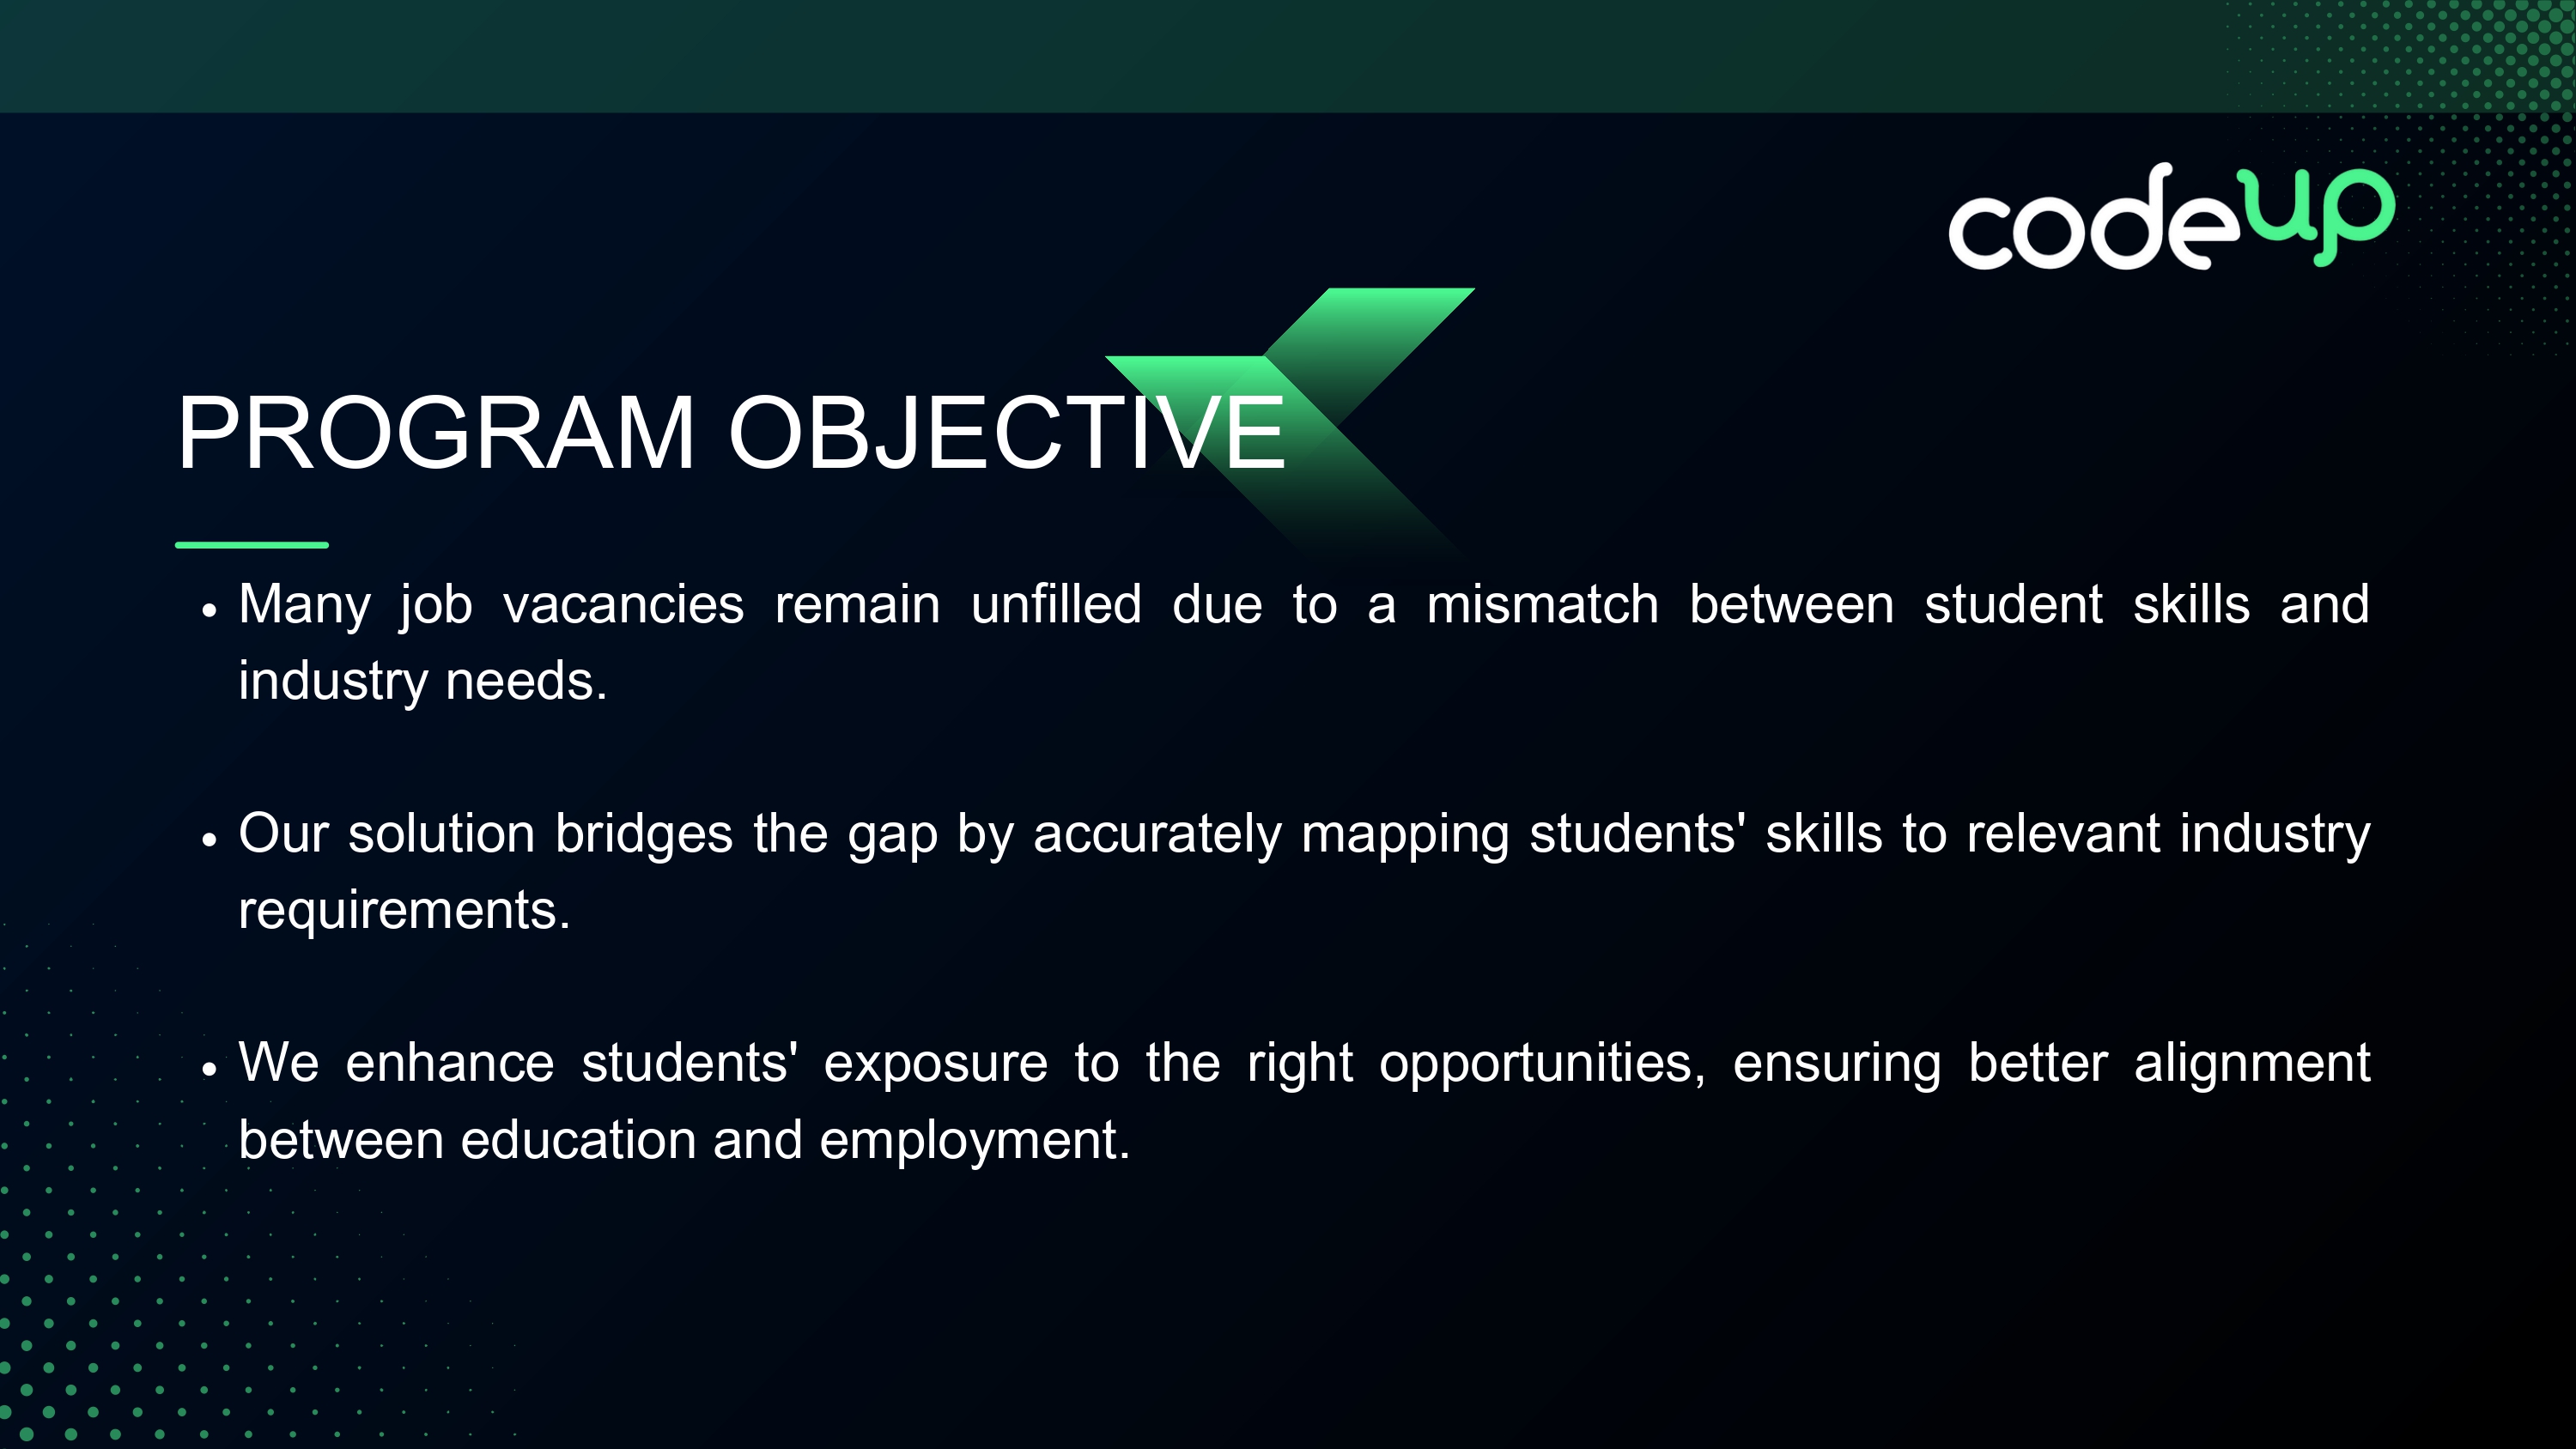 codeup
PROGRAM OBJECTIVE
• Many job vacancies remain unfilled due to a mismatch between student skills and
industry needs.
• Our solution bridges the gap by accurately mapping students' skills to relevant industry
requirements.
• We enhance students' exposure to the right opportunities, ensuring better alignment
between education and employment.